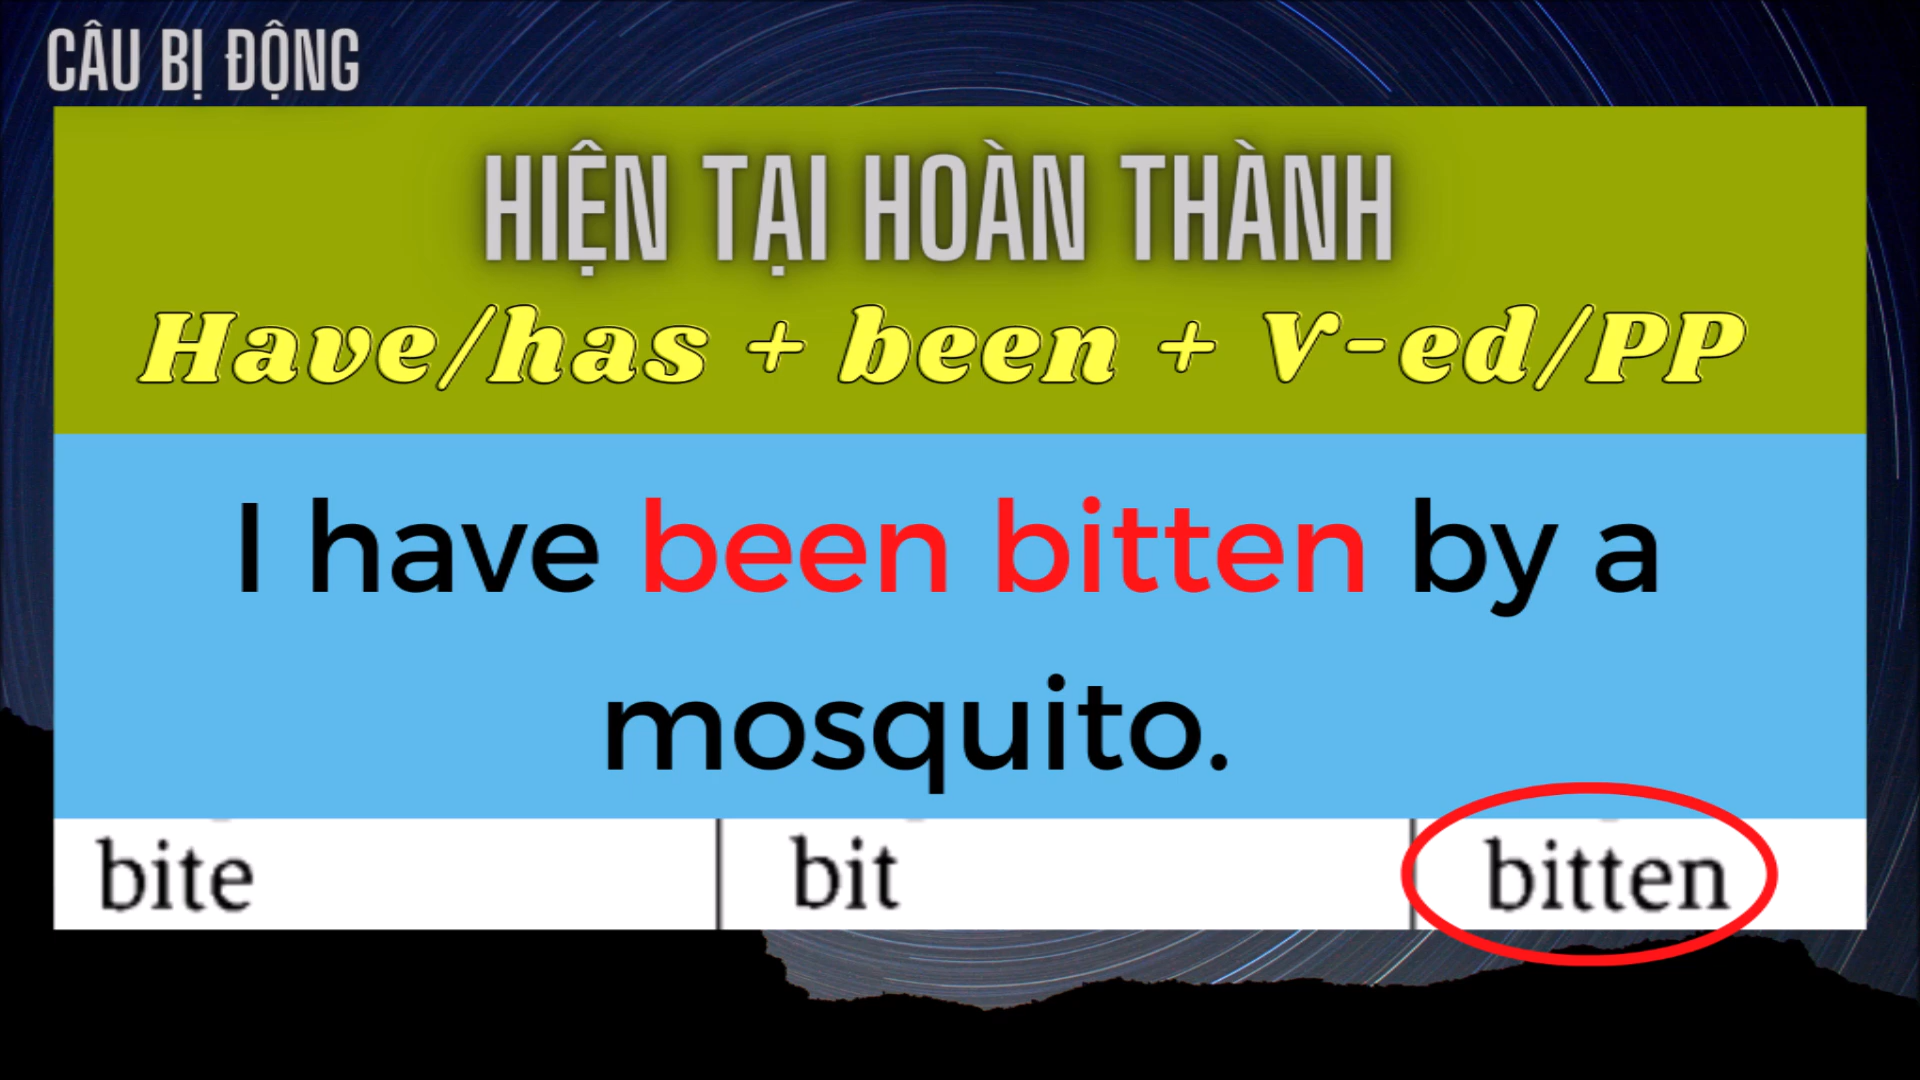 CÂU BỊ ĐỘNG
HIỆN TẠI HOÀN THÀNH
Have/has + been + V-ed/PP
I have been bitten by a
mosquito.
bite bit bitten